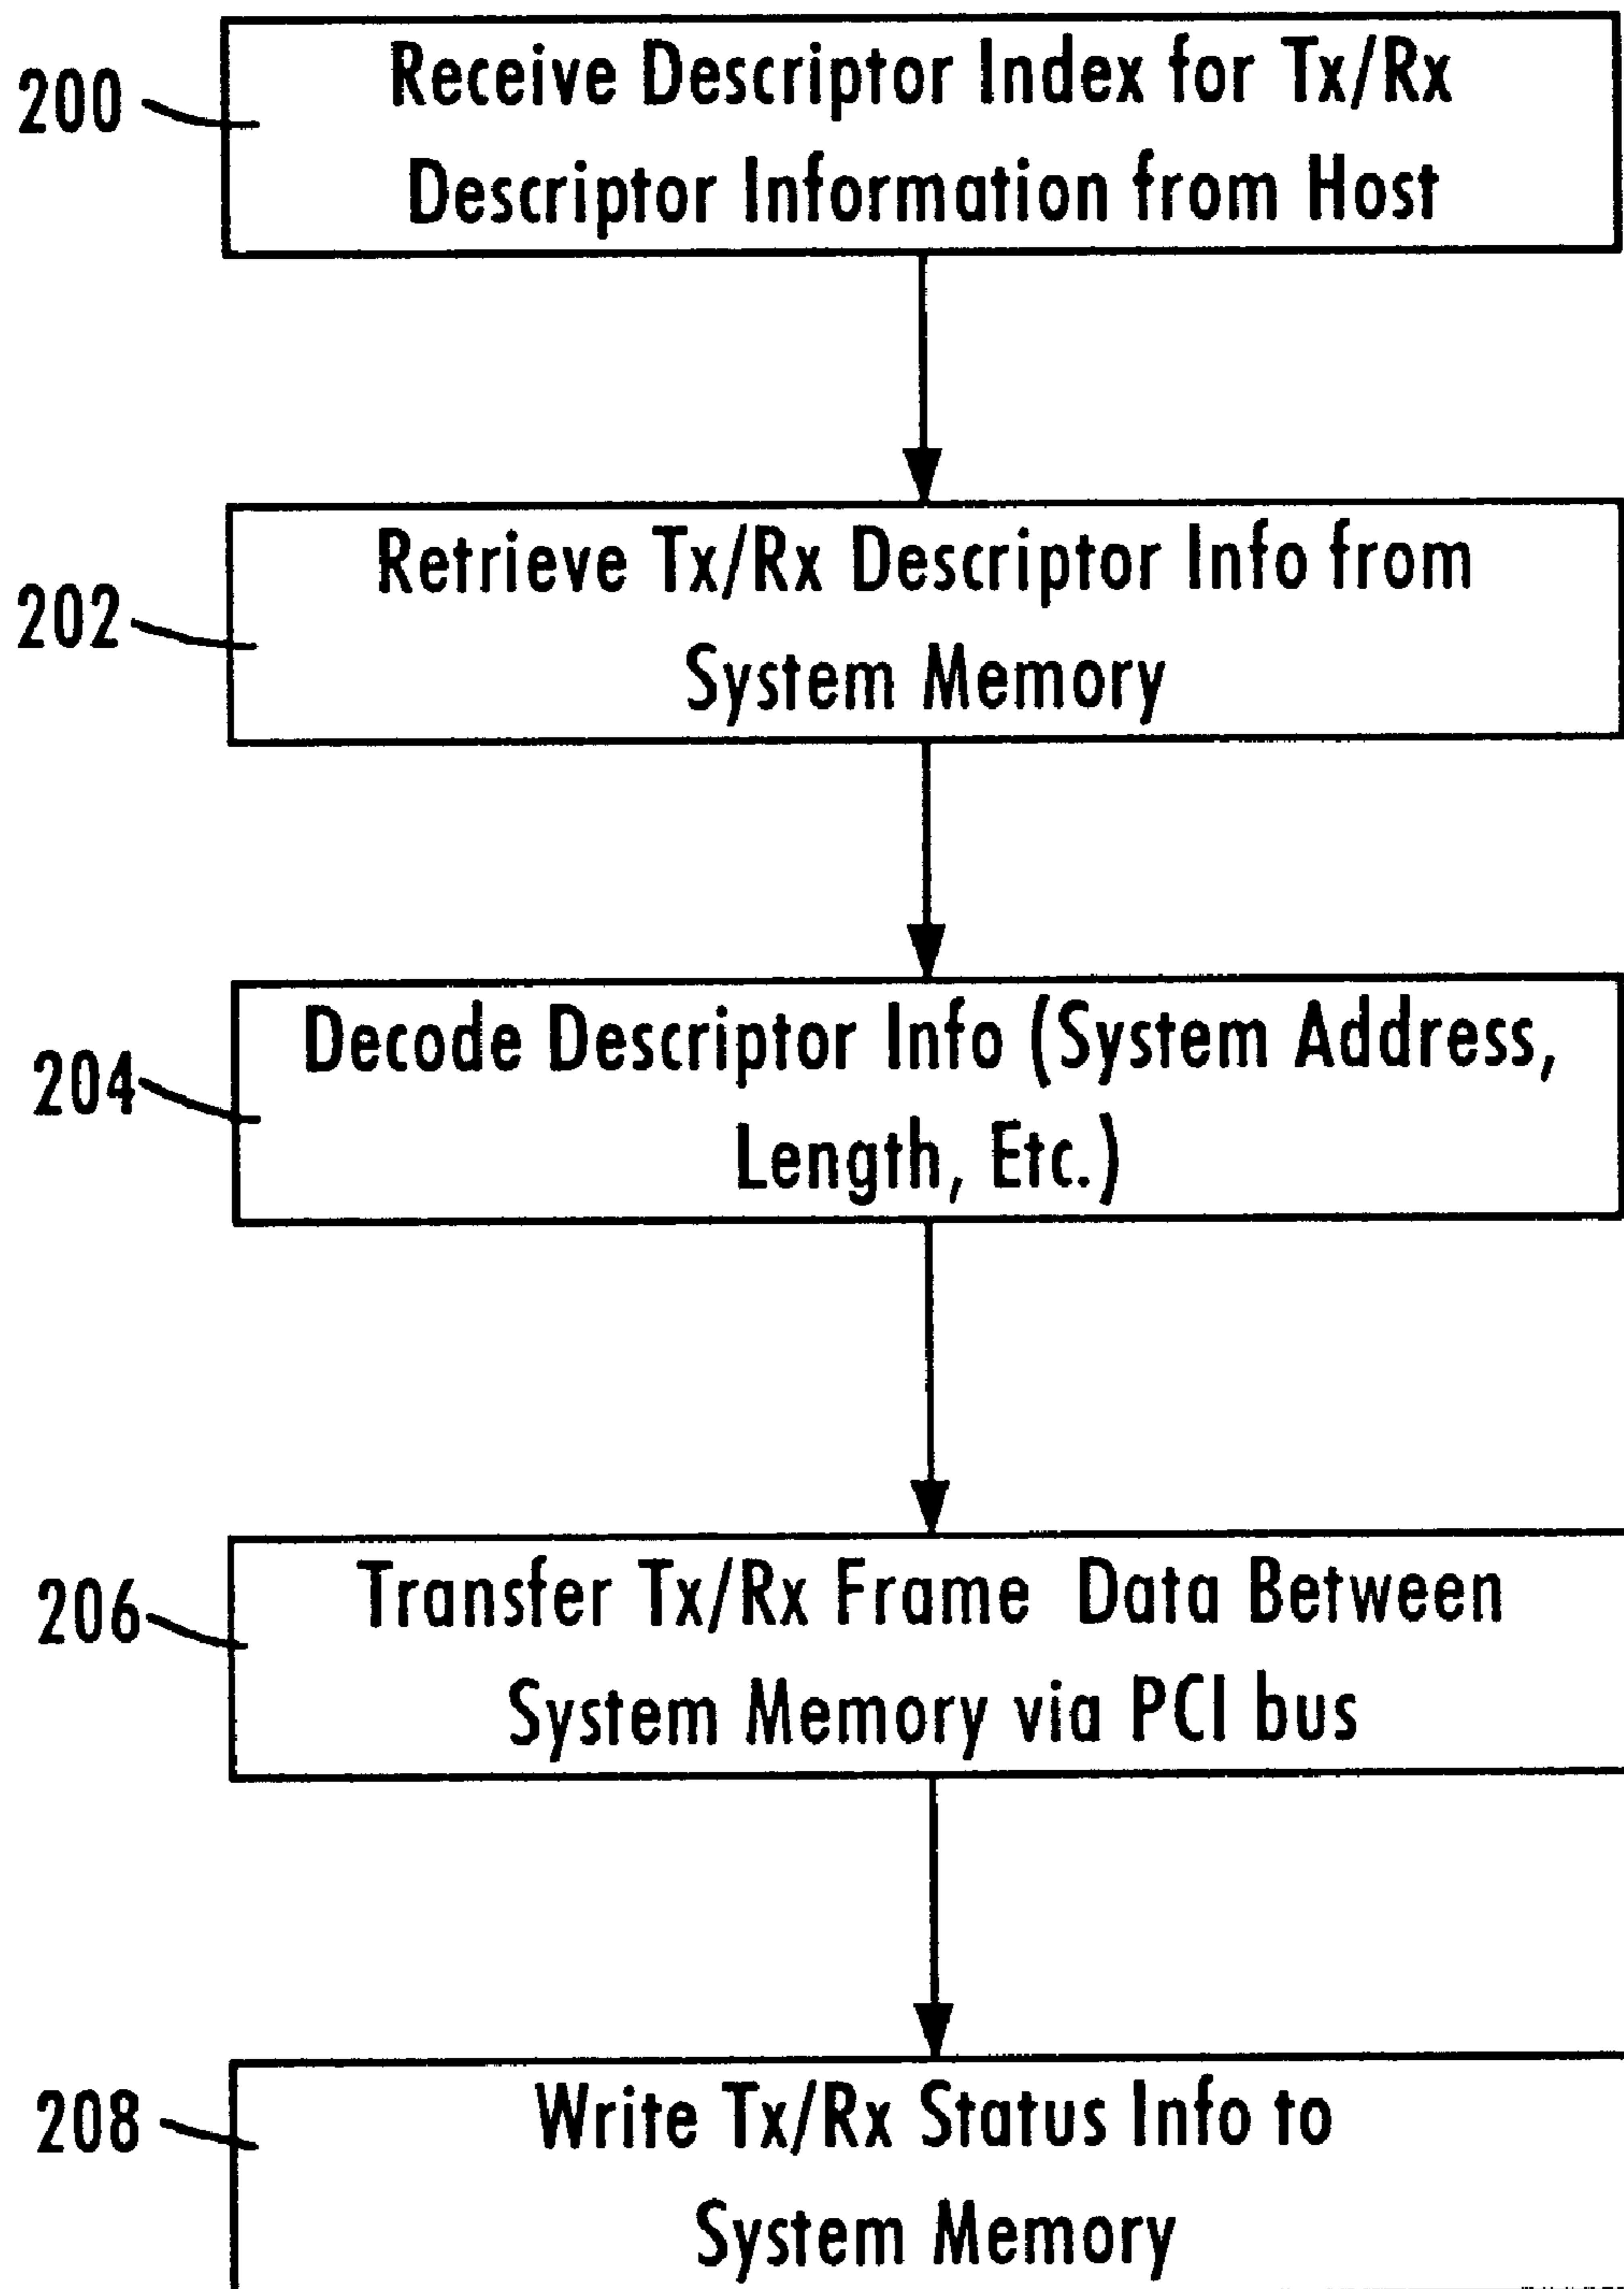 200
Receive Descriptor Index for Tx/Rx
Descriptor Information from Host
202
Retrieve Tx/Rx Descriptor Info from
System Memory
204
Decode Descriptor Info (System Address,
Length, Etc.)
206
Transfer Tx/Rx Frame Data Between
System Memory via PCI bus
208
Write Tx/Rx Status Info to
System Memory